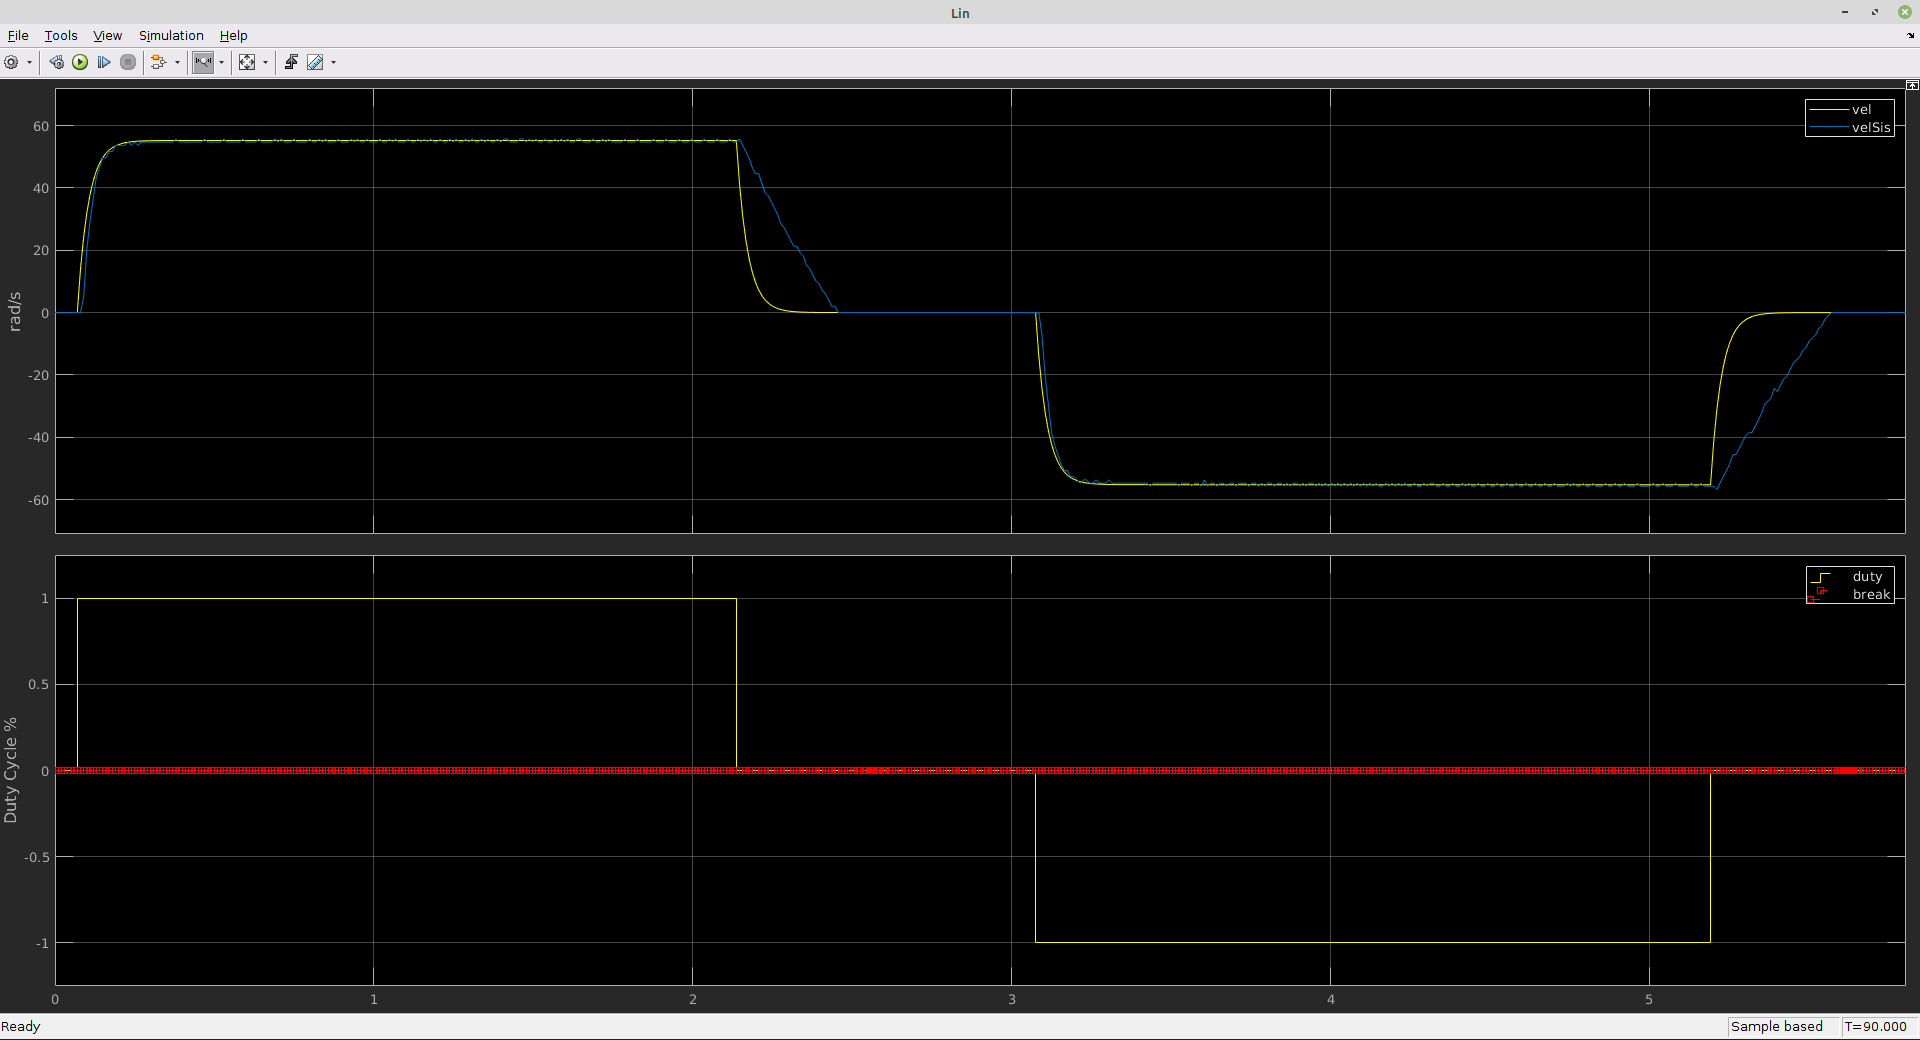 Lin
File Tools View Simulation Help
60
40
20
0
-20
-40
-60
rad/s
vel
velSis
1
0.5
0
-0.5
-1
Duty Cycle %
duty
break
0 1 2 3 4 5
Ready
Sample based T=90.000